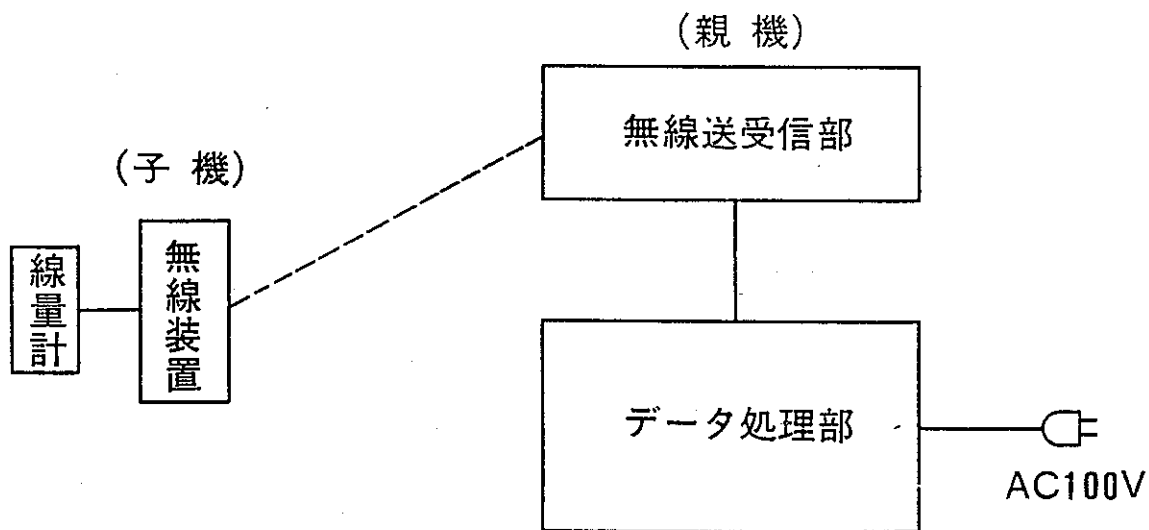 (親 機)
無線送受信部
(子 機)
線量計
無線装置
データ処理部
AC100V